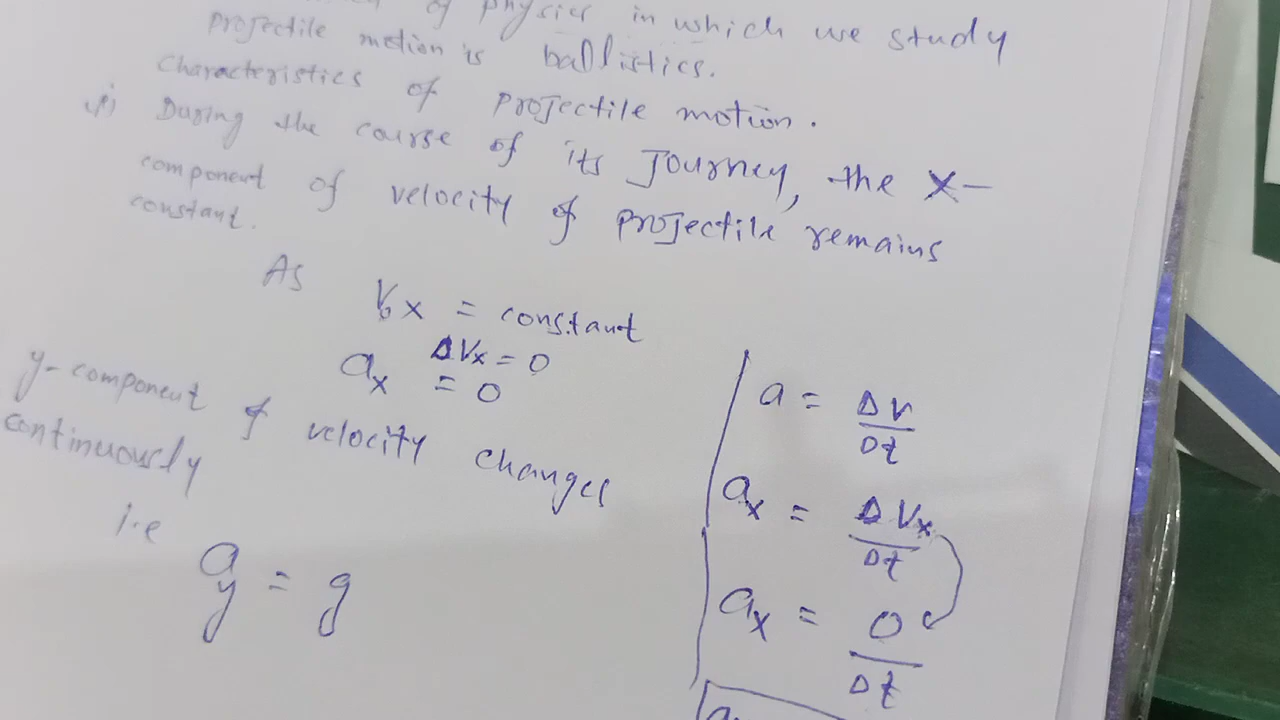 of physics in which we study
projectile motion is ballistics.
Characteristics of projectile motion.
i) During the course of its Journey, the x-
component of velocity of projectile remains
constant.
As Vx = constant
ΔVx = 0
ax = 0
y-component of velocity changes
continuously
i.e
ay = g
a = Δv/Δt
ax = ΔVx/Δt
ax = 0/Δt